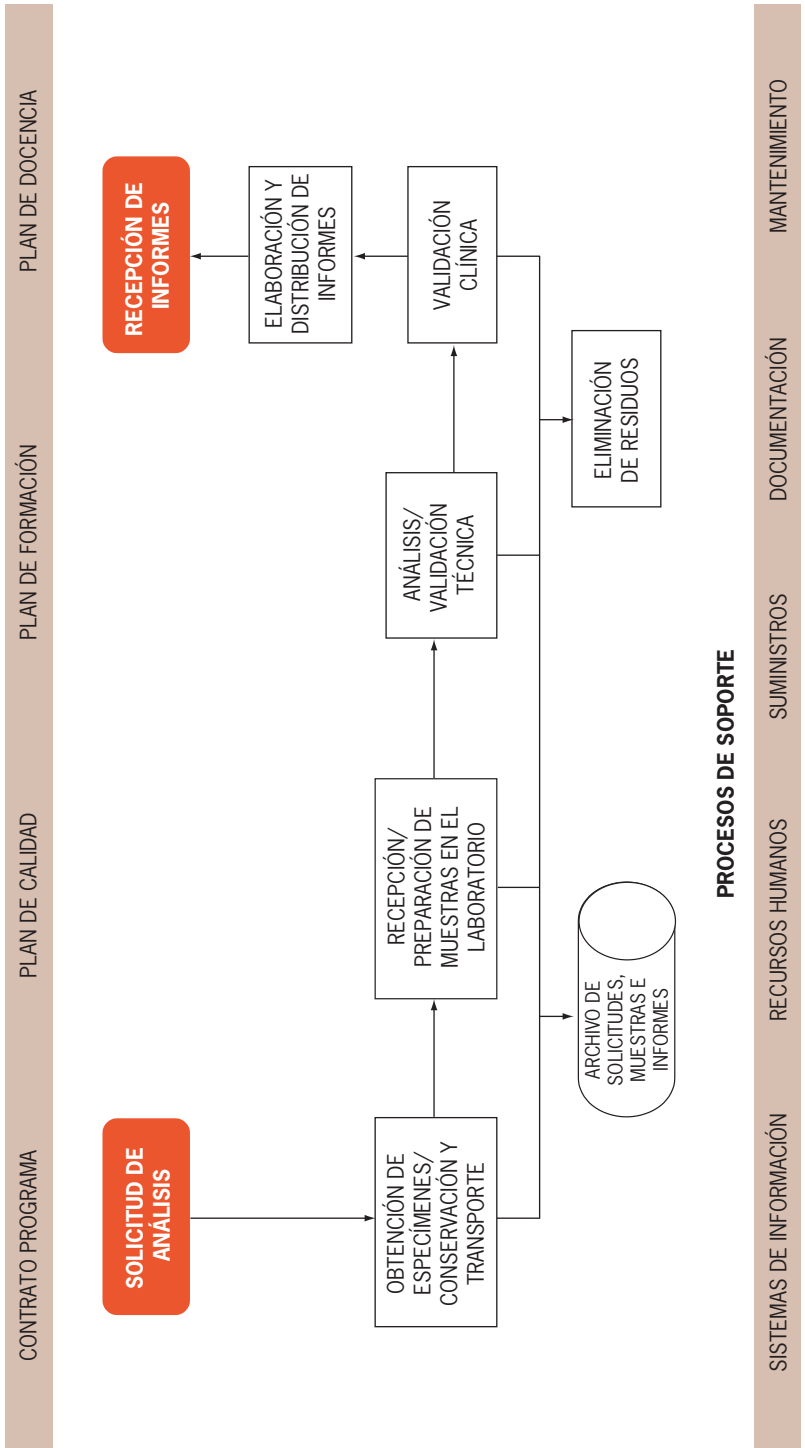 CONTRATO PROGRAMA
PLAN DE CALIDAD
PLAN DE FORMACIÓN
PLAN DE DOCENCIA
SOLICITUD DE
ANÁLISIS
RECEPCIÓN DE
INFORMES
ELABORACIÓN Y
DISTRIBUCIÓN DE
INFORMES
OBTENCIÓN DE
ESPECÍMENES/
CONSERVACIÓN Y
TRANSPORTE
RECEPCIÓN/
PREPARACIÓN DE
MUESTRAS EN EL
LABORATORIO
ANÁLISIS/
VALIDACIÓN
TÉCNICA
VALIDACIÓN
CLÍNICA
ARCHIVO DE
SOLICITUDES,
MUESTRAS E
INFORMES
ELIMINACIÓN
DE RESIDUOS
PROCESOS DE SOPORTE
SISTEMAS DE INFORMACIÓN
RECURSOS HUMANOS
SUMINISTROS
DOCUMENTACIÓN
MANTENIMIENTO